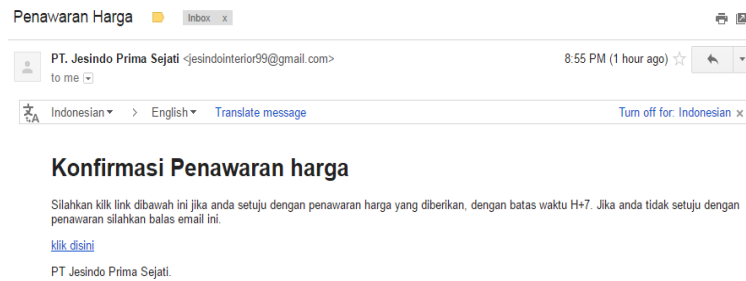 Penawaran Harga
Inbox x
PT. Jesindo Prima Sejati <jesindointerior99@gmail.com>
8:55 PM (1 hour ago)
to me
Indonesian > English Translate message
Turn off for: Indonesian x
Konfirmasi Penawaran harga
Silahkan kilk link dibawah ini jika anda setuju dengan penawaran harga yang diberikan, dengan batas waktu H+7. Jika anda tidak setuju dengan
penawaran silahkan balas email ini.
klik disini
PT Jesindo Prima Sejati.